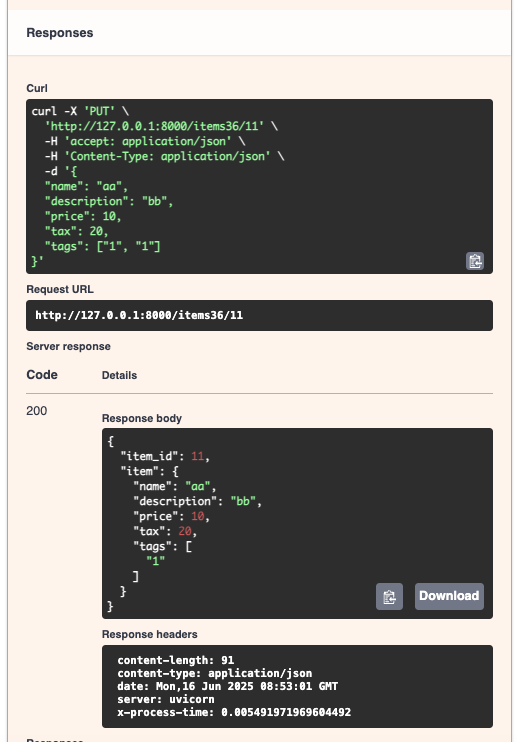 Responses
Curl
curl -X 'PUT' \
  'http://127.0.0.1:8000/items36/11' \
  -H 'accept: application/json' \
  -H 'Content-Type: application/json' \
  -d '{
  "name": "aa",
  "description": "bb",
  "price": 10,
  "tax": 20,
  "tags": ["1", "1"]
}'
Request URL
http://127.0.0.1:8000/items36/11
Server response
Code Details
200
Response body
{
  "item_id": 11,
  "item": {
    "name": "aa",
    "description": "bb",
    "price": 10,
    "tax": 20,
    "tags": [
      "1"
    ]
  }
}
Download
Response headers
content-length: 91
content-type: application/json
date: Mon,16 Jun 2025 08:53:01 GMT
server: uvicorn
x-process-time: 0.005491971969604492